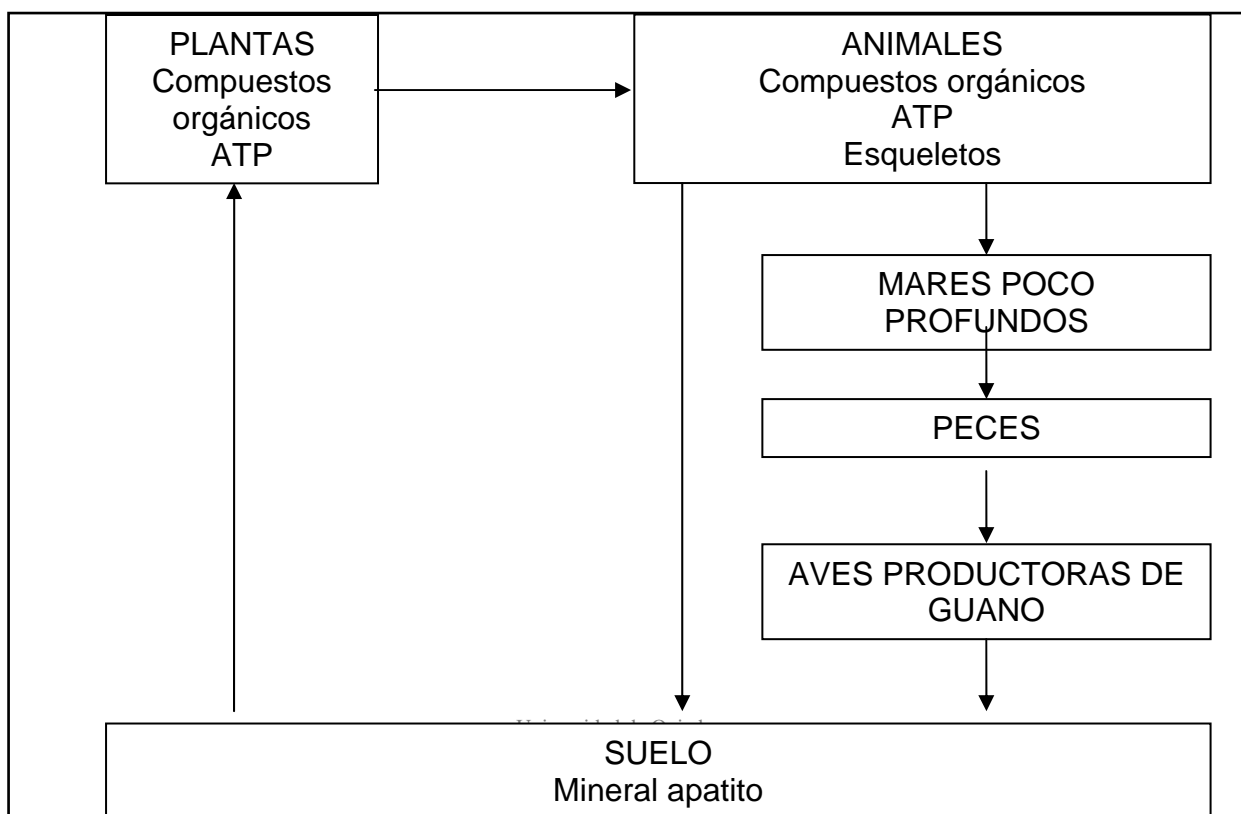 PLANTAS
Compuestos
orgánicos
ATP
ANIMALES
Compuestos orgánicos
ATP
Esqueletos
MARES POCO
PROFUNDOS
PECES
AVES PRODUCTORAS DE
GUANO
SUELO
Mineral apatito